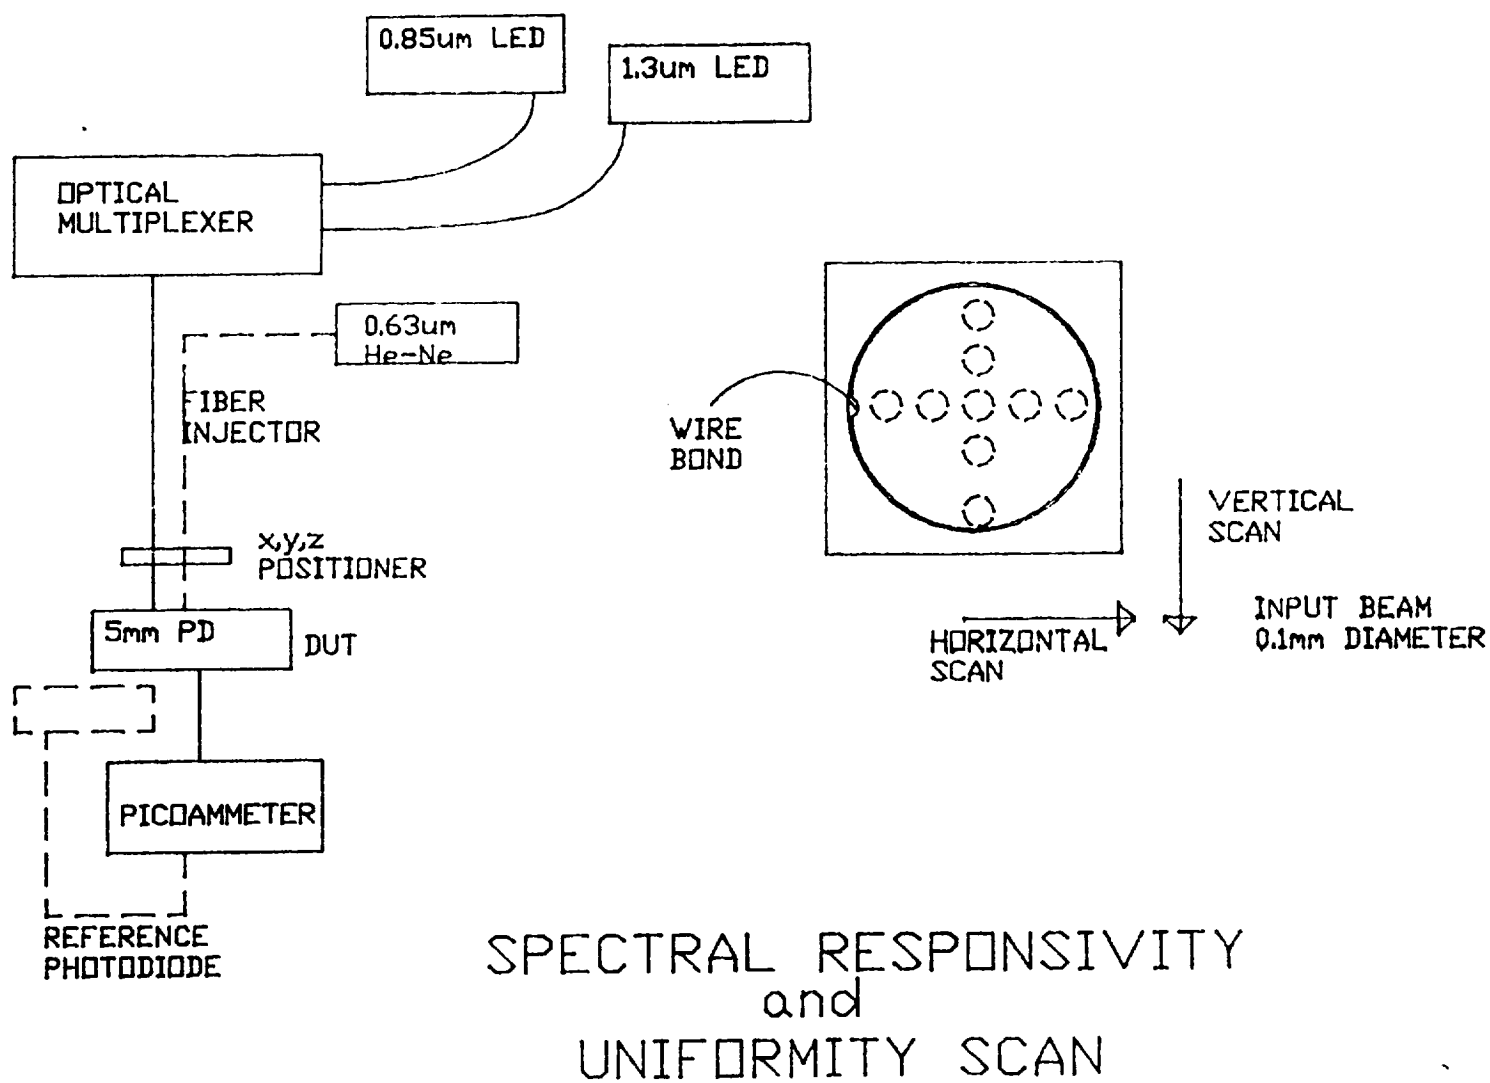 0.85um LED
1.3um LED
OPTICAL
MULTIPLEXER
0.63um
He-Ne
FIBER
INJECTOR
x,y,z
POSITIONER
5mm PD
DUT
PICOAMMETER
REFERENCE
PHOTODIODE
WIRE
BOND
VERTICAL
SCAN
HORIZONTAL
SCAN
INPUT BEAM
0.1mm DIAMETER
SPECTRAL RESPONSIVITY
and
UNIFORMITY SCAN